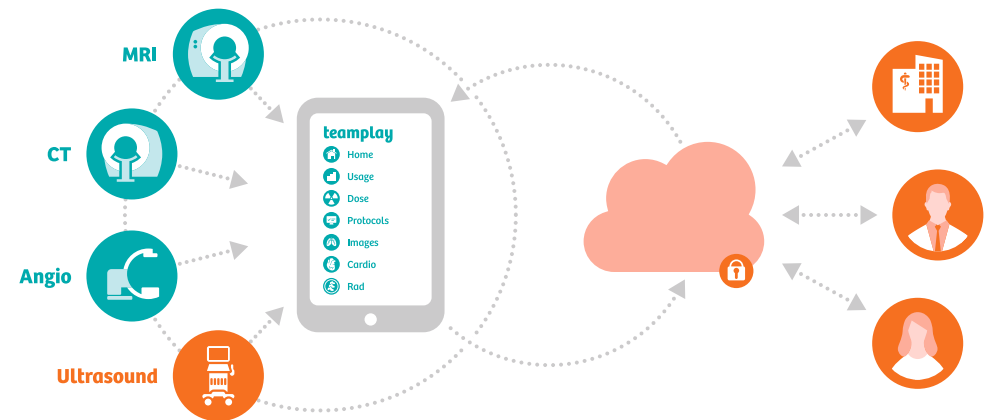 MRI
CT
Angio
Ultrasound
teamplay
Home
Usage
Dose
Protocols
Images
Cardio
Rad
$